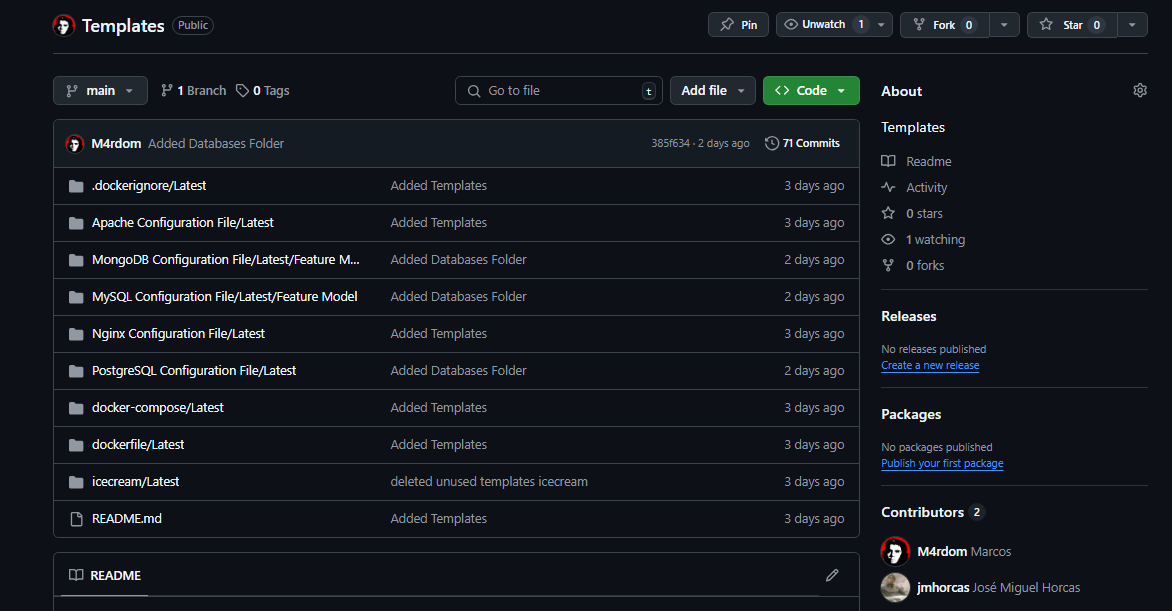 Templates Public Pin Unwatch 1 Fork 0 Star 0
main 1 Branch 0 Tags Go to file t Add file Code
M4rdom Added Databases Folder 385f634 · 2 days ago 71 Commits
.dockerignore/Latest Added Templates 3 days ago
Apache Configuration File/Latest Added Templates 3 days ago
MongoDB Configuration File/Latest/Feature M... Added Databases Folder 2 days ago
MySQL Configuration File/Latest/Feature Model Added Databases Folder 2 days ago
Nginx Configuration File/Latest Added Templates 3 days ago
PostgreSQL Configuration File/Latest Added Databases Folder 2 days ago
docker-compose/Latest Added Templates 3 days ago
dockerfile/Latest Added Templates 3 days ago
icecream/Latest deleted unused templates icecream 3 days ago
README.md Added Templates 3 days ago
README
About
Templates
Readme
Activity
0 stars
1 watching
0 forks
Releases
No releases published
Create a new release
Packages
No packages published
Publish your first package
Contributors 2
M4rdom Marcos
jmhorcas José Miguel Horcas